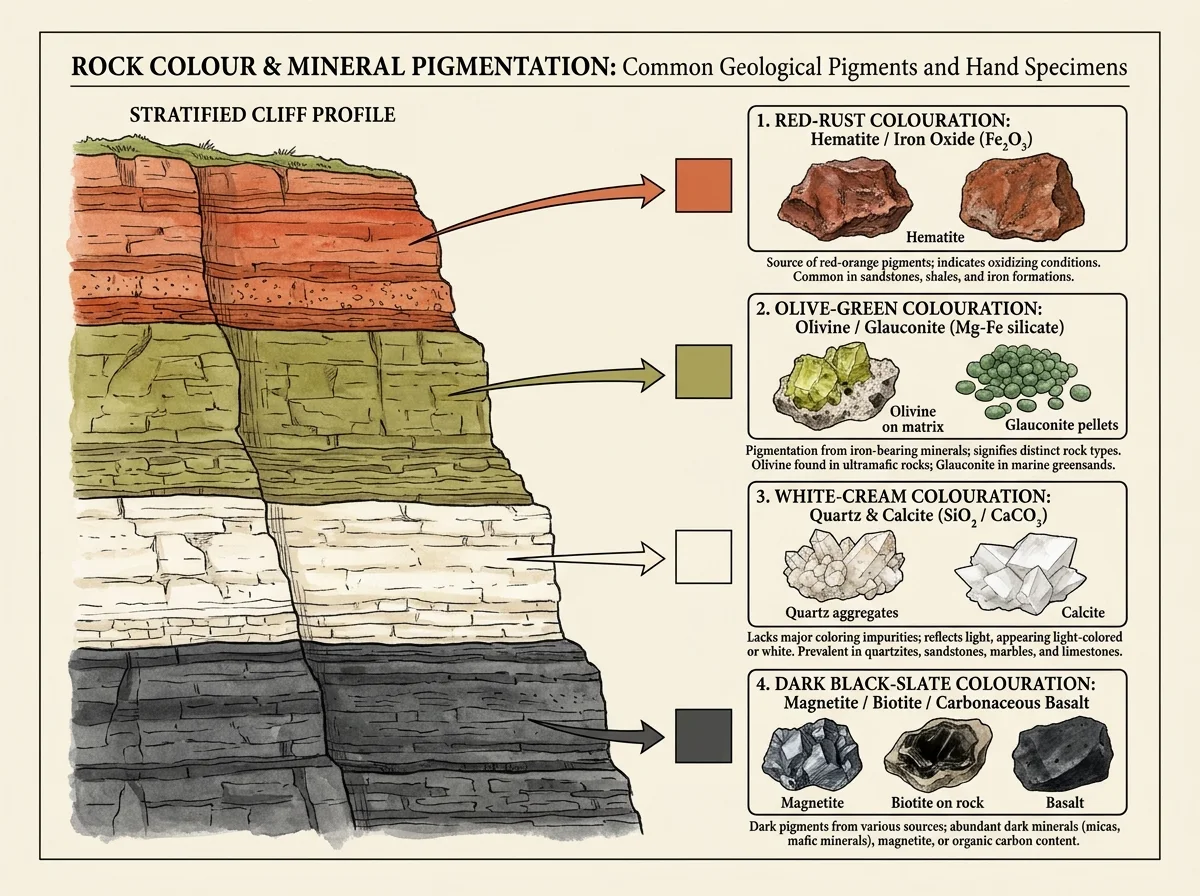 ROCK COLOUR & MINERAL PIGMENTATION: Common Geological Pigments and Hand Specimens
STRATIFIED CLIFF PROFILE
1. RED-RUST COLOURATION:
Hematite / Iron Oxide (Fe₂O₃)
Hematite
Source of red-orange pigments; indicates oxidizing conditions.
Common in sandstones, shales, and iron formations.
2. OLIVE-GREEN COLOURATION:
Olivine / Glauconite (Mg-Fe silicate)
Olivine
on matrix
Glauconite pellets
Pigmentation from iron-bearing minerals; signifies distinct rock types.
Olivine found in ultramafic rocks; Glauconite in marine greensands.
3. WHITE-CREAM COLOURATION:
Quartz & Calcite (SiO₂ / CaCO₃)
Quartz aggregates
Calcite
Lacks major coloring impurities; reflects light, appearing light-colored
or white. Prevalent in quartzites, sandstones, marbles, and limestones.
4. DARK BLACK-SLATE COLOURATION:
Magnetite / Biotite / Carbonaceous Basalt
Magnetite
Biotite on rock
Basalt
Dark pigments from various sources; abundant dark minerals (micas,
mafic minerals), magnetite, or organic carbon content.